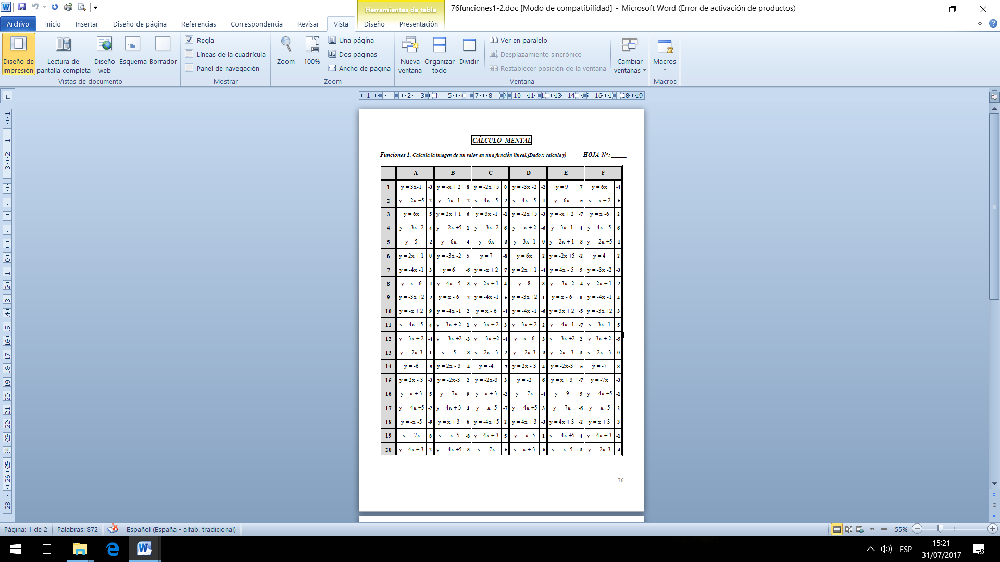 Herramientas de tabla
76funciones1-2.doc [Modo de compatibilidad] - Microsoft Word (Error de activación de productos)
Archivo Inicio Insertar Diseño de página Referencias Correspondencia Revisar Vista Diseño Presentación
Diseño de impresión
Lectura de pantalla completa
Diseño web
Esquema
Borrador
Vistas de documento
Regla
Líneas de la cuadrícula
Panel de navegación
Mostrar
Zoom
100%
Una página
Dos páginas
Ancho de página
Zoom
Nueva ventana
Organizar todo
Dividir
Ver en paralelo
Desplazamiento sincrónico
Restablecer posición de la ventana
Ventana
Cambiar ventanas
Macros
Macros
CÁLCULO MENTAL
Funciones 1. Calcula la imagen de un valor en una función lineal.(Dado x calcula y) HOJA Nº: _____
A B C D E F
1 y = 3x-1 -3 y = -x + 2 8 y = -2x +5 0 y = -3x -2 -2 y = 9 7 y = 6x -4
2 y = -2x +5 2 y = 3x -1 -2 y = 4x - 5 -2 y = 4x - 5 -1 y = 6x -5 y =-x + 2 -5
3 y = 6x 5 y = 2x + 1 6 y = 3x -1 -1 y = -2x +5 -3 y = -x + 2 -7 y = x -6 2
4 y = -3x -2 4 y = -2x +5 1 y = -3x -2 6 y = -x + 2 -6 y = 3x -1 4 y = 4x - 5 6
5 y = 5 -2 y = 6x 4 y = 6x -3 y = 3x -1 0 y = 2x + 1 -3 y = -2x +5 -1
6 y = 2x + 1 0 y = -3x -2 5 y = 7 -8 y = 6x 2 y = -2x +5 -2 y = 4 2
7 y = -4x -1 3 y = 6 -6 y = -x + 2 7 y = 2x + 1 -4 y = 4x - 5 5 y = -3x -2 -3
8 y = x - 6 -1 y = 4x - 5 -3 y = 2x + 1 4 y = 8 3 y = -3x -2 -4 y = 2x + 1 -2
9 y = -3x +2 -2 y = x - 6 -2 y = -4x -1 -5 y = -3x +2 1 y = x - 6 0 y = -4x -1 4
10 y = -x + 2 9 y = -4x -1 2 y = x - 6 -4 y = -4x -1 -6 y = 3x + 2 -5 y = -3x +2 3
11 y = 4x - 5 4 y = 3x + 2 1 y = 3x + 2 3 y = 3x + 2 2 y = -4x -1 -7 y = 3x -1 5
12 y = 3x + 2 -4 y = -3x +2 -3 y = -3x +2 -4 y = x - 6 3 y = -3x +2 2 y =3x + 2 -5
13 y = -2x-3 1 y = -5 -8 y = 2x - 3 -2 y = -2x-3 -3 y = 2x - 3 3 y = 2x - 3 0
14 y = -6 -9 y = 2x - 3 -4 y = -4 -7 y = 2x - 3 4 y = -2x-3 -5 y = -7 8
15 y = 2x - 3 -3 y = -2x-3 2 y = -2x-3 3 y = -2 6 y = x + 3 -7 y = -7x -3
16 y = x + 3 5 y = -7x 9 y = x + 3 -2 y = -7x -4 y = -9 5 y = -4x +5 -1
17 y = -4x +5 -2 y = 4x + 3 4 y = -x -5 -7 y = -4x +5 3 y = -7x -6 y = -x -5 2
18 y = -x -5 -9 y = x + 3 6 y = -4x +5 2 y = 4x + 3 -3 y = 4x + 3 -2 y = x + 3 3
19 y = -7x 8 y = -x -5 -8 y = 4x + 3 5 y = -x -5 1 y = -4x +5 4 y = 4x + 3 -1
20 y = 4x + 3 2 y = -4x +5 -3 y = -7x -5 y = x + 3 -6 y = -x -5 3 y = -2x-3 -4
76
Página: 1 de 2 Palabras: 872 Español (España - alfab. tradicional) 55%
ESP 15:21
31/07/2017